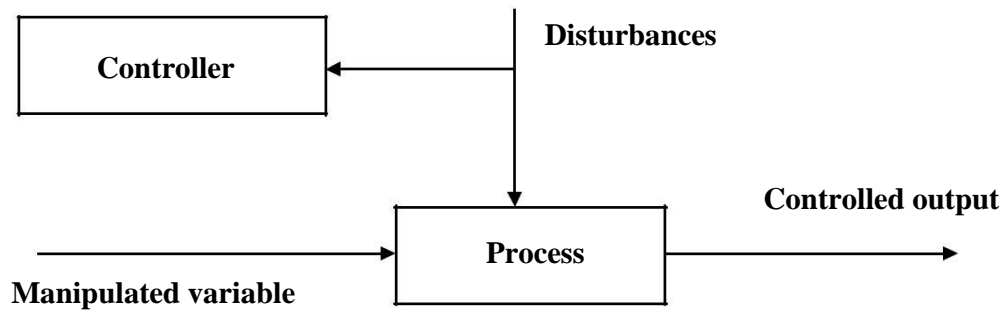 Disturbances
Controller
Controlled output
Process
Manipulated variable